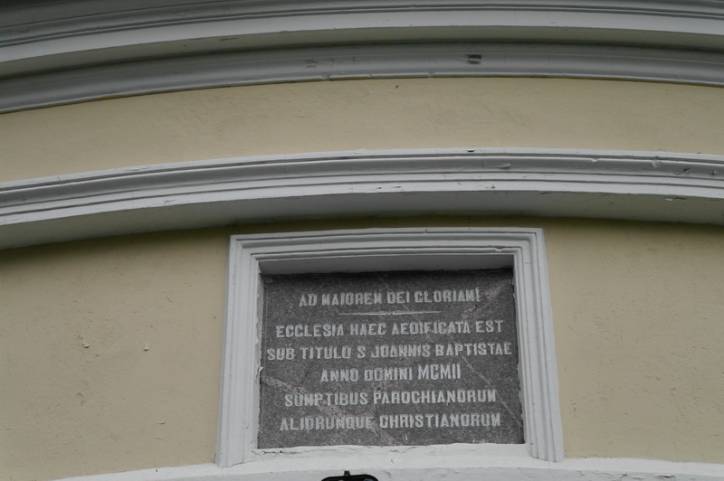 AD MAIOREM DEI GLORIAM!
ECCLESIA HAEC AEDIFICATA EST
SUB TITULO S JOANNIS BAPTISTAE
ANNO DOMINI MCMII
SUMPTIBUS PAROCHIANORUM
ALIORUMQUE CHRISTIANORUM